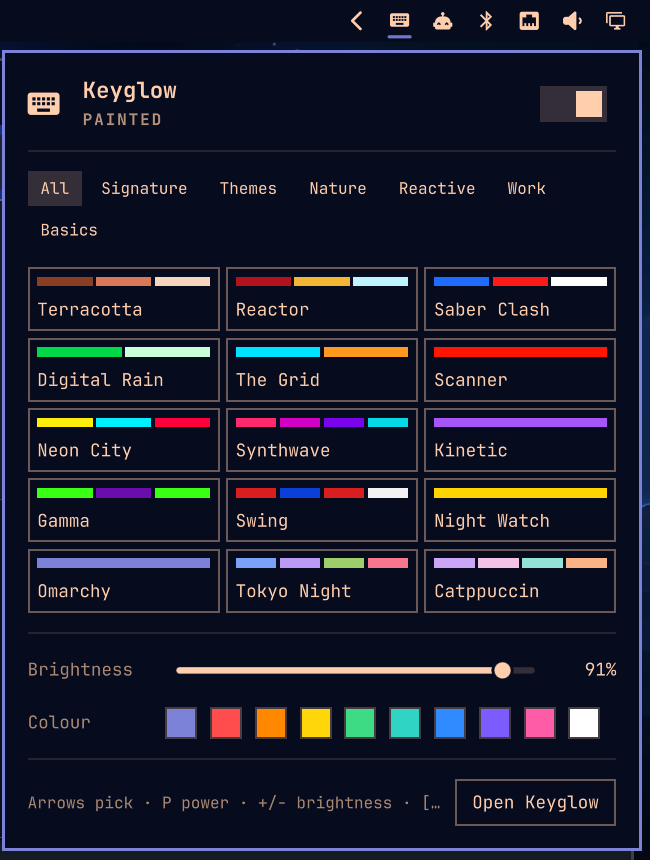 Keyglow
PAINTED
All Signature Themes Nature Reactive Work
Basics
Terracotta Reactor Saber Clash
Digital Rain The Grid Scanner
Neon City Synthwave Kinetic
Gamma Swing Night Watch
Omarchy Tokyo Night Catppuccin
Brightness 91%
Colour
Arrows pick · P power · +/- brightness · [… Open Keyglow